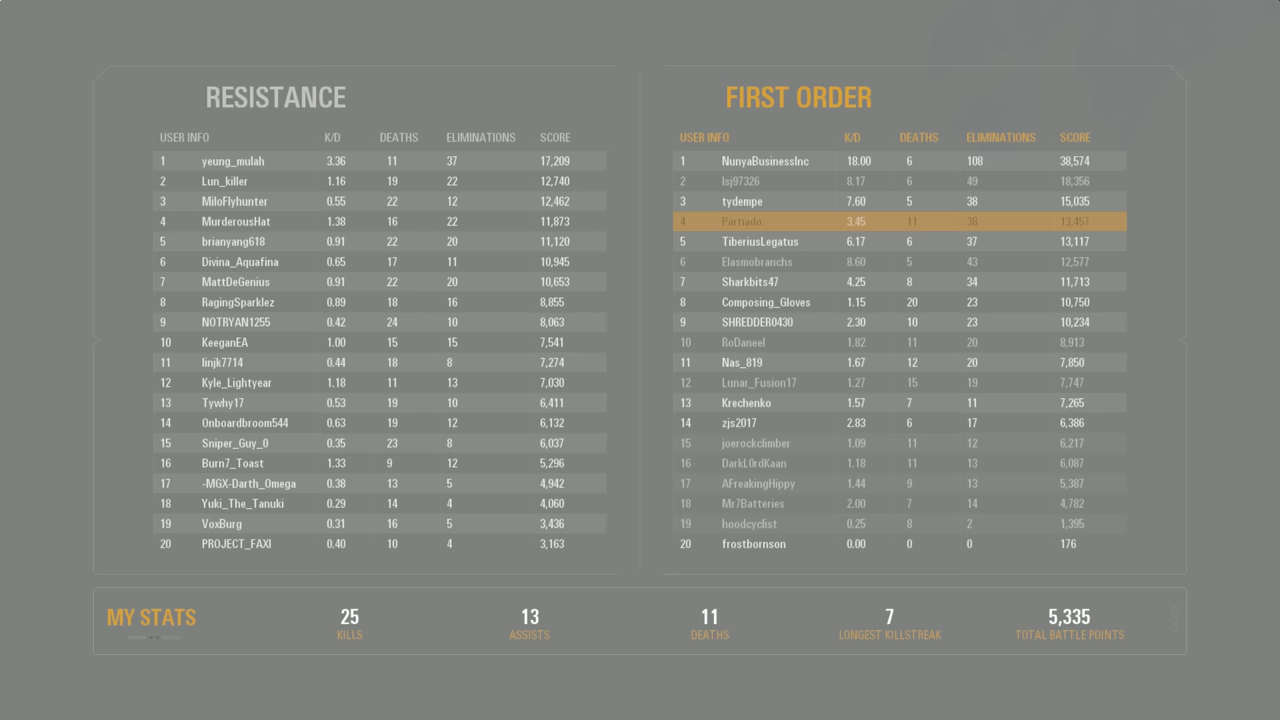 RESISTANCE
USER INFO K/D DEATHS ELIMINATIONS SCORE
1 yeung_mulah 3.36 11 37 17,209
2 Lun_killer 1.16 19 22 12,740
3 MiloFlyhunter 0.55 22 12 12,462
4 MurderousHat 1.38 16 22 11,873
5 brianyang618 0.91 22 20 11,120
6 Divina_Aquafina 0.65 17 11 10,945
7 MattDeGenius 0.91 22 20 10,653
8 RagingSparklez 0.89 18 16 8,855
9 NOTRYAN1255 0.42 24 10 8,063
10 KeeganEA 1.00 15 15 7,541
11 linjk7714 0.44 18 8 7,274
12 Kyle_Lightyear 1.18 11 13 7,030
13 Tywhy17 0.53 19 10 6,411
14 Onboardbroom544 0.63 19 12 6,132
15 Sniper_Guy_0 0.35 23 8 6,037
16 Burn7_Toast 1.33 9 12 5,296
17 -MGX-Darth_Omega 0.38 13 5 4,942
18 Yuki_The_Tanuki 0.29 14 4 4,060
19 VoxBurg 0.31 16 5 3,436
20 PROJECT_FAXI 0.40 10 4 3,163
FIRST ORDER
USER INFO K/D DEATHS ELIMINATIONS SCORE
1 NunyaBusinessInc 18.00 6 108 38,574
2 lsj97326 8.17 6 49 18,356
3 tydempe 7.60 5 38 15,035
4 Partiado 3.45 11 38 13,457
5 TiberiusLegatus 6.17 6 37 13,117
6 Elasmobranchs 8.60 5 43 12,577
7 Sharkbits47 4.25 8 34 11,713
8 Composing_Gloves 1.15 20 23 10,750
9 SHREDDER0430 2.30 10 23 10,234
10 RoDaneel 1.82 11 20 8,913
11 Nas_819 1.67 12 20 7,850
12 Lunar_Fusion17 1.27 15 19 7,747
13 Krechenko 1.57 7 11 7,265
14 zjs2017 2.83 6 17 6,386
15 joerockclimber 1.09 11 12 6,217
16 DarkL0rdKaan 1.18 11 13 6,087
17 AFreakingHippy 1.44 9 13 5,387
18 Mr7Batteries 2.00 7 14 4,782
19 hoodcyclist 0.25 8 2 1,395
20 frostbornson 0.00 0 0 176
MY STATS
25 13 11 7 5,335
KILLS ASSISTS DEATHS LONGEST KILLSTREAK TOTAL BATTLE POINTS